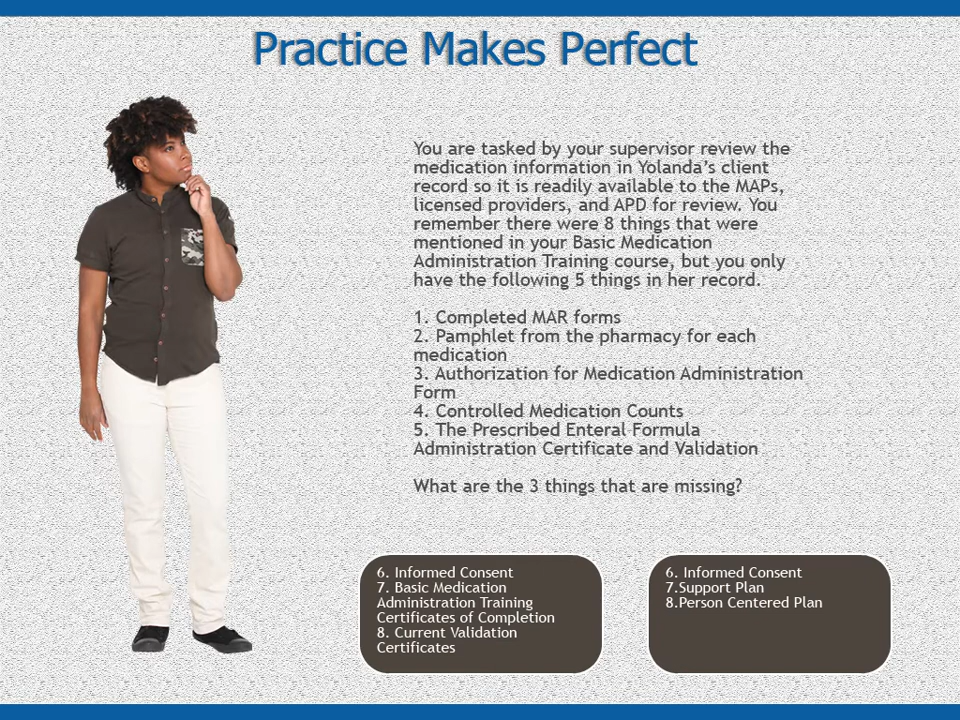 Practice Makes Perfect
You are tasked by your supervisor review the
medication information in Yolanda’s client
record so it is readily available to the MAPs,
licensed providers, and APD for review. You
remember there were 8 things that were
mentioned in your Basic Medication
Administration Training course, but you only
have the following 5 things in her record.
1. Completed MAR forms
2. Pamphlet from the pharmacy for each
medication
3. Authorization for Medication Administration
Form
4. Controlled Medication Counts
5. The Prescribed Enteral Formula
Administration Certificate and Validation
What are the 3 things that are missing?
6. Informed Consent
7. Basic Medication
Administration Training
Certificates of Completion
8. Current Validation
Certificates
6. Informed Consent
7.Support Plan
8.Person Centered Plan